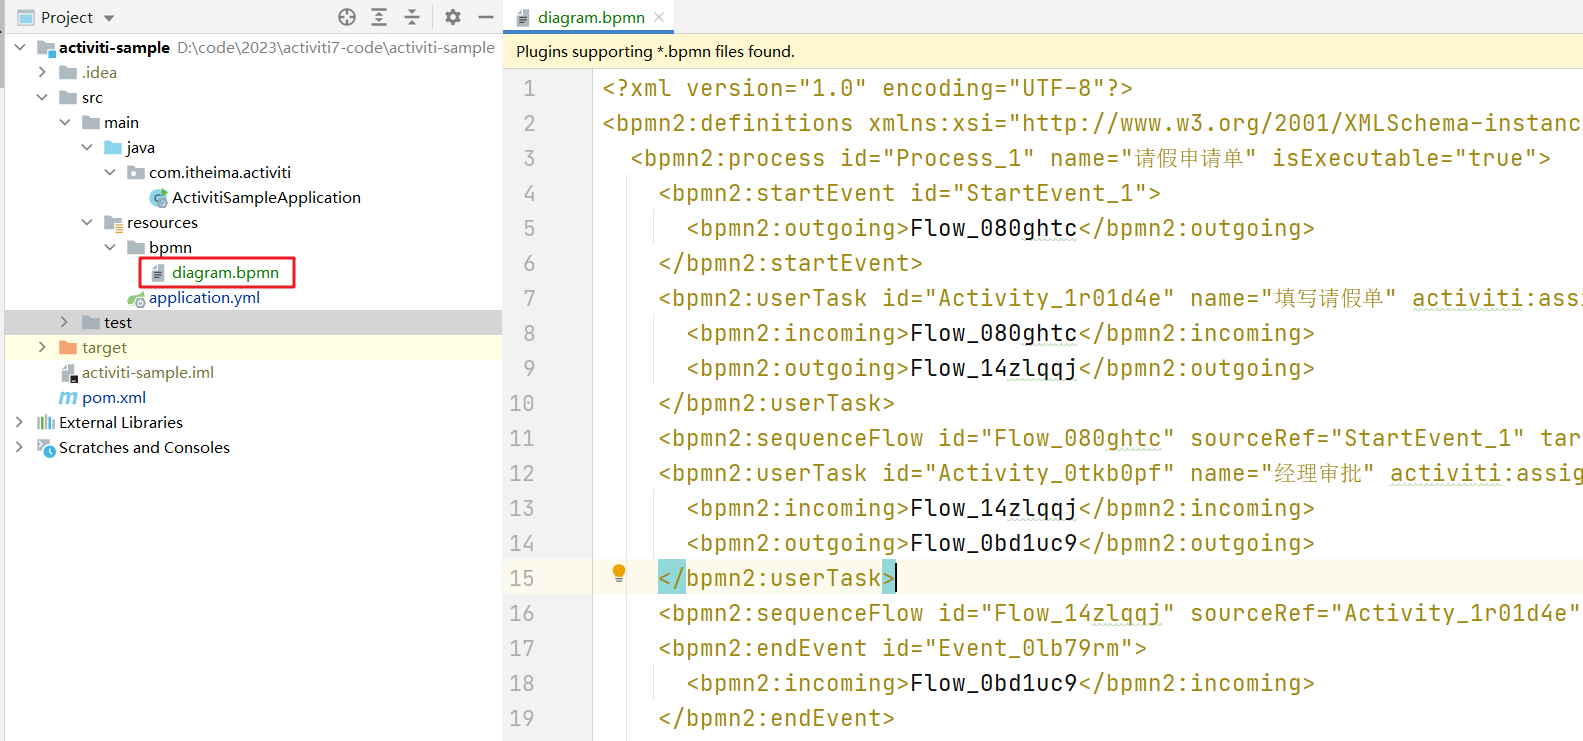 Project
activiti-sample D:\code\2023\activiti7-code\activiti-sample
.idea
src
main
java
com.itheima.activiti
ActivitiSampleApplication
resources
bpmn
diagram.bpmn
application.yml
test
target
activiti-sample.iml
pom.xml
External Libraries
Scratches and Consoles
diagram.bpmn
Plugins supporting *.bpmn files found.
1 <?xml version="1.0" encoding="UTF-8"?>
2 <bpmn2:definitions xmlns:xsi="http://www.w3.org/2001/XMLSchema-instanc
3 <bpmn2:process id="Process_1" name="请假申请单" isExecutable="true">
4 <bpmn2:startEvent id="StartEvent_1">
5 <bpmn2:outgoing>Flow_080ghtc</bpmn2:outgoing>
6 </bpmn2:startEvent>
7 <bpmn2:userTask id="Activity_1r01d4e" name="填写请假单" activiti:ass
8 <bpmn2:incoming>Flow_080ghtc</bpmn2:incoming>
9 <bpmn2:outgoing>Flow_14zlqqj</bpmn2:outgoing>
10 </bpmn2:userTask>
11 <bpmn2:sequenceFlow id="Flow_080ghtc" sourceRef="StartEvent_1" tar
12 <bpmn2:userTask id="Activity_0tkb0pf" name="经理审批" activiti:assig
13 <bpmn2:incoming>Flow_14zlqqj</bpmn2:incoming>
14 <bpmn2:outgoing>Flow_0bd1uc9</bpmn2:outgoing>
15 </bpmn2:userTask>
16 <bpmn2:sequenceFlow id="Flow_14zlqqj" sourceRef="Activity_1r01d4e"
17 <bpmn2:endEvent id="Event_0lb79rm">
18 <bpmn2:incoming>Flow_0bd1uc9</bpmn2:incoming>
19 </bpmn2:endEvent>